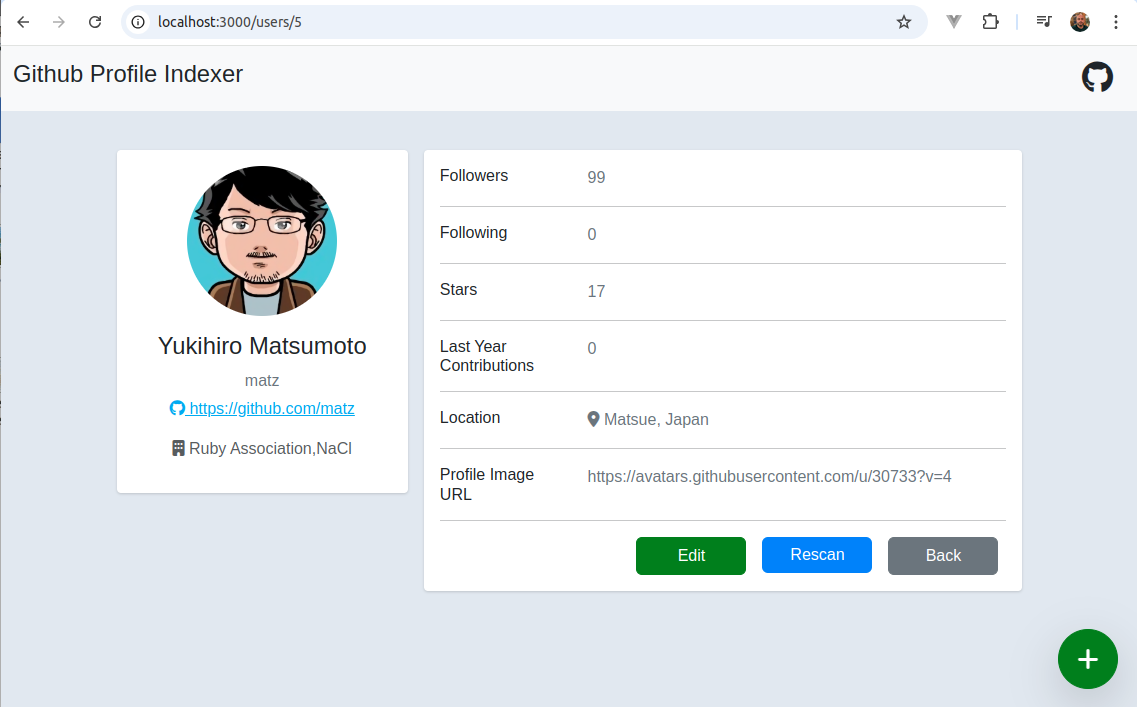 localhost:3000/users/5
Github Profile Indexer
Yukihiro Matsumoto
matz
https://github.com/matz
Ruby Association,NaCl
Followers 99
Following 0
Stars 17
Last Year
Contributions 0
Location Matsue, Japan
Profile Image
URL https://avatars.githubusercontent.com/u/30733?v=4
Edit Rescan Back
+